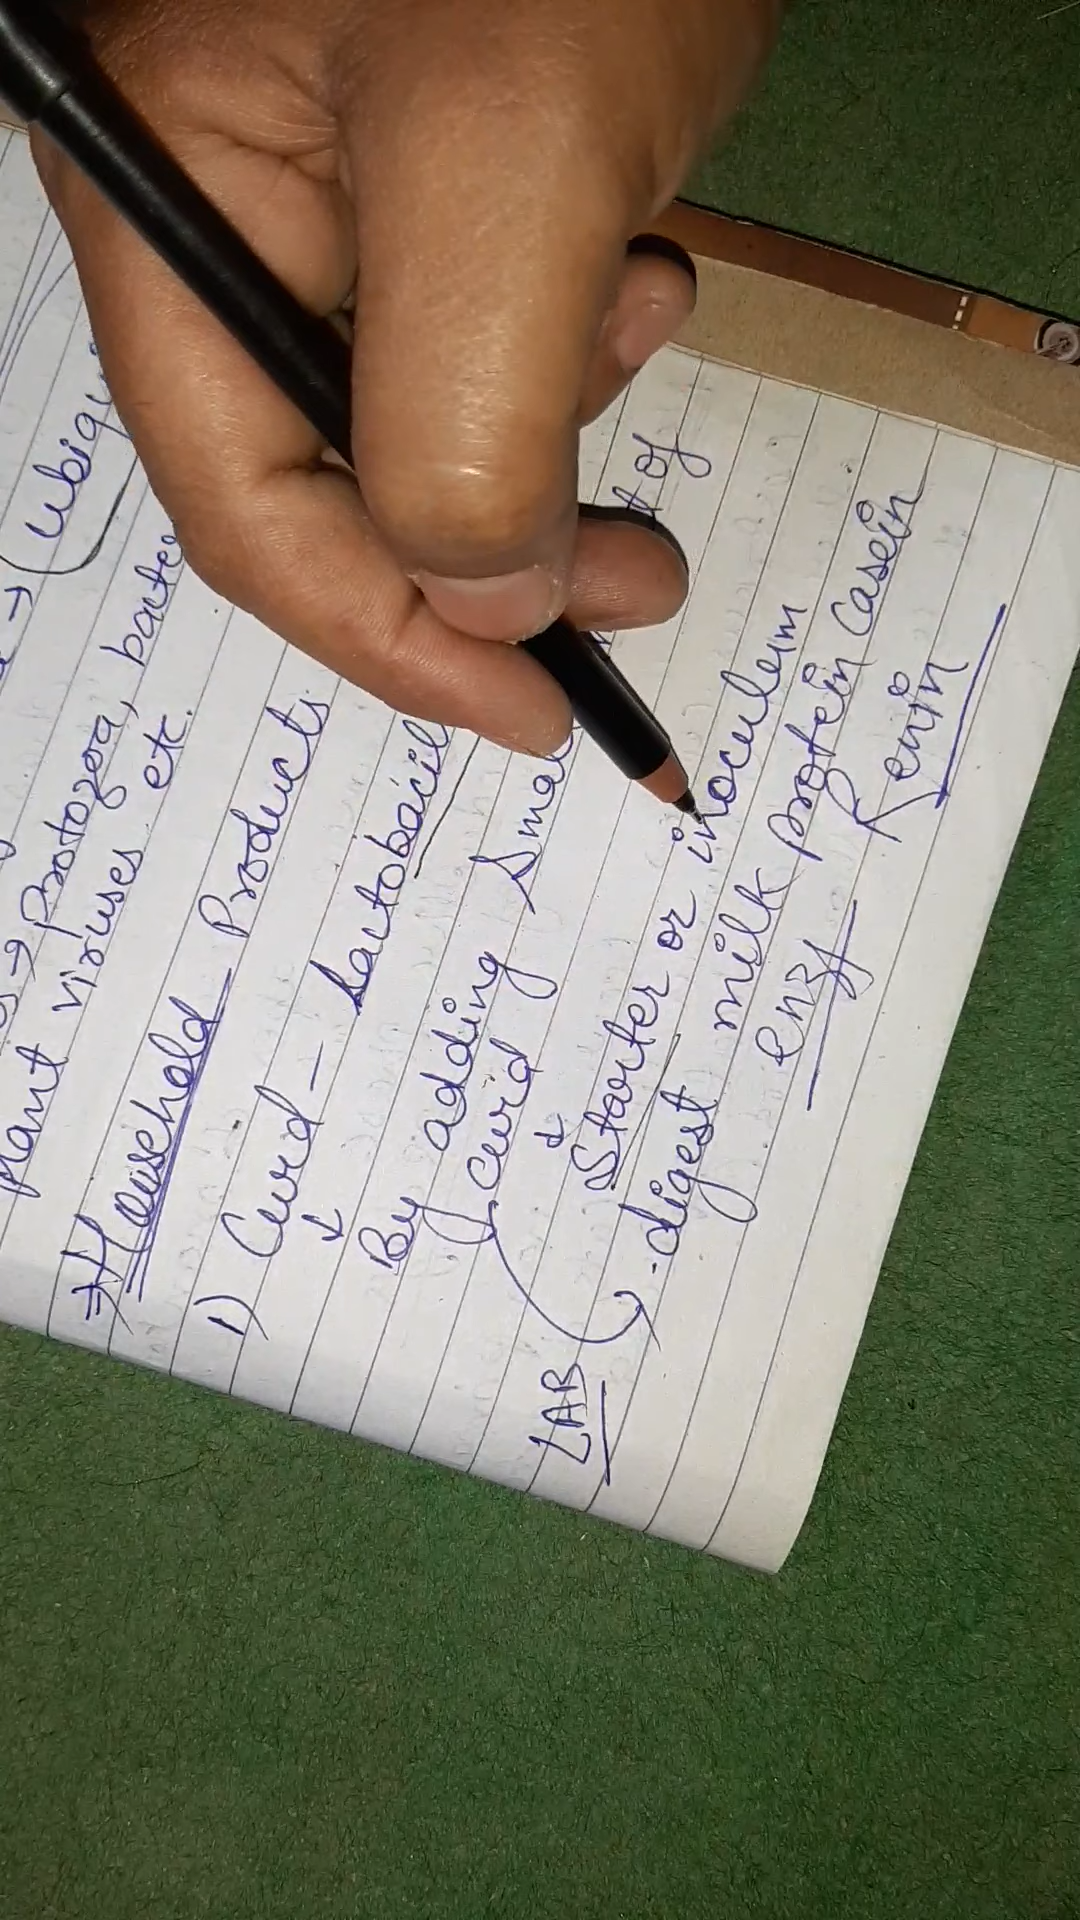 → (ubiqu
→ Protozoa, bacte
plant viruses etc.
⇒ Household Products
1) Curd - Lactobacil
↓
By adding Small t of
curd
↓
Starter or inoculum
LAB digest milk protein casein
enzy renin